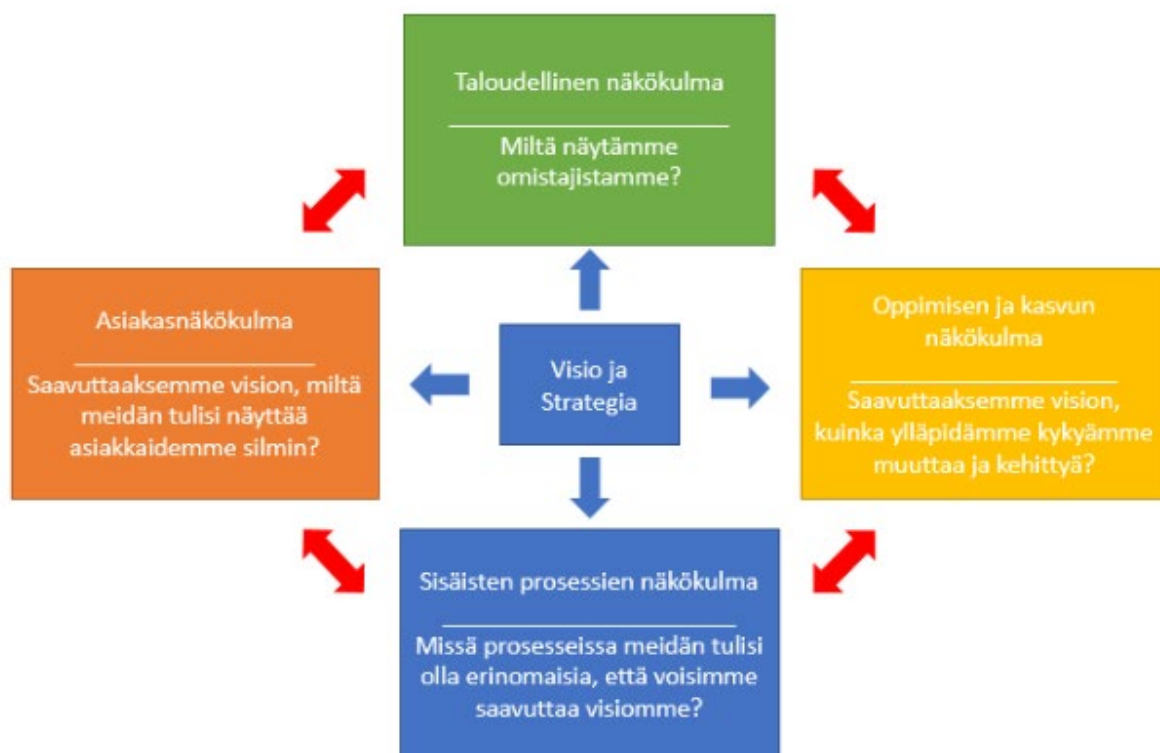 Taloudellinen näkökulma
Miltä näytämme
omistajistamme?
Asiakasnäkökulma
Saavuttaaksemme vision, miltä
meidän tulisi näyttää
asiakkaidemme silmin?
Visio ja
Strategia
Oppimisen ja kasvun
näkökulma
Saavuttaaksemme vision,
kuinka ylläpidämme kykyämme
muuttaa ja kehittyä?
Sisäisten prosessien näkökulma
Missä prosesseissa meidän tulisi
olla erinomaisia, että voisimme
saavuttaa visiomme?